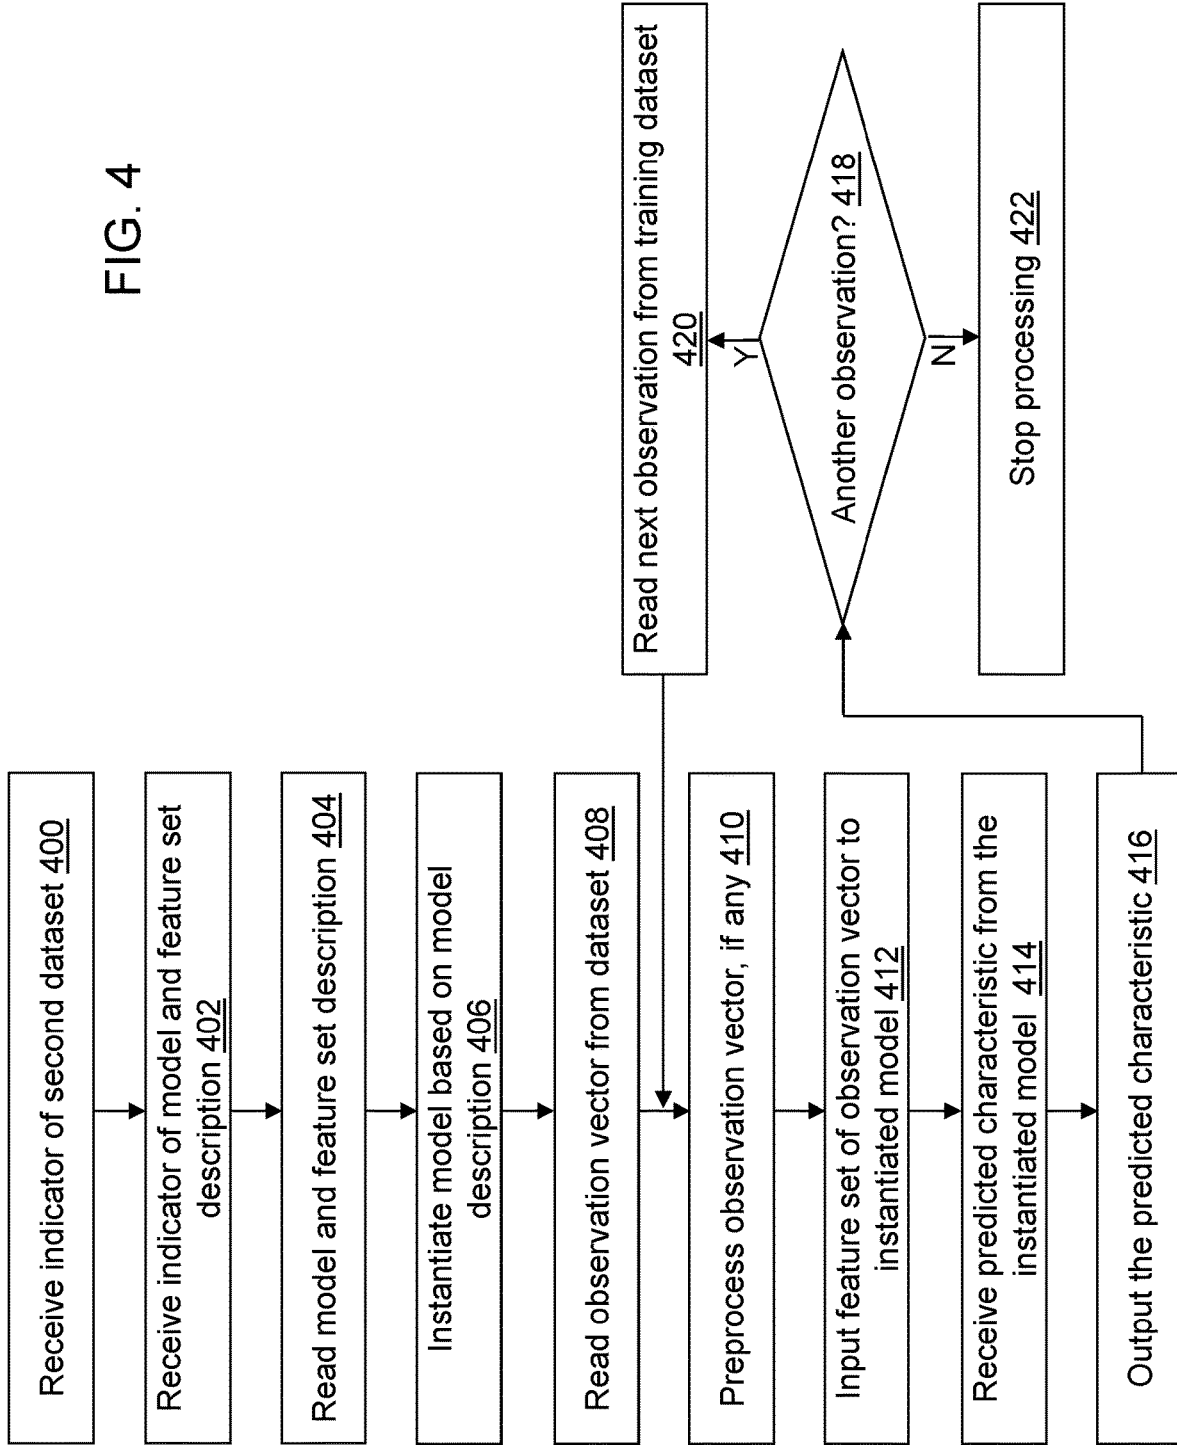 FIG. 4
Receive indicator of second dataset 400
Receive indicator of model and feature set
description 402
Read model and feature set description 404
Instantiate model based on model
description 406
Read observation vector from dataset 408
Preprocess observation vector, if any 410
Input feature set of observation vector to
instantiated model 412
Receive predicted characteristic from the
instantiated model 414
Output the predicted characteristic 416
Read next observation from training dataset
420
Y
Another observation? 418
N
Stop processing 422